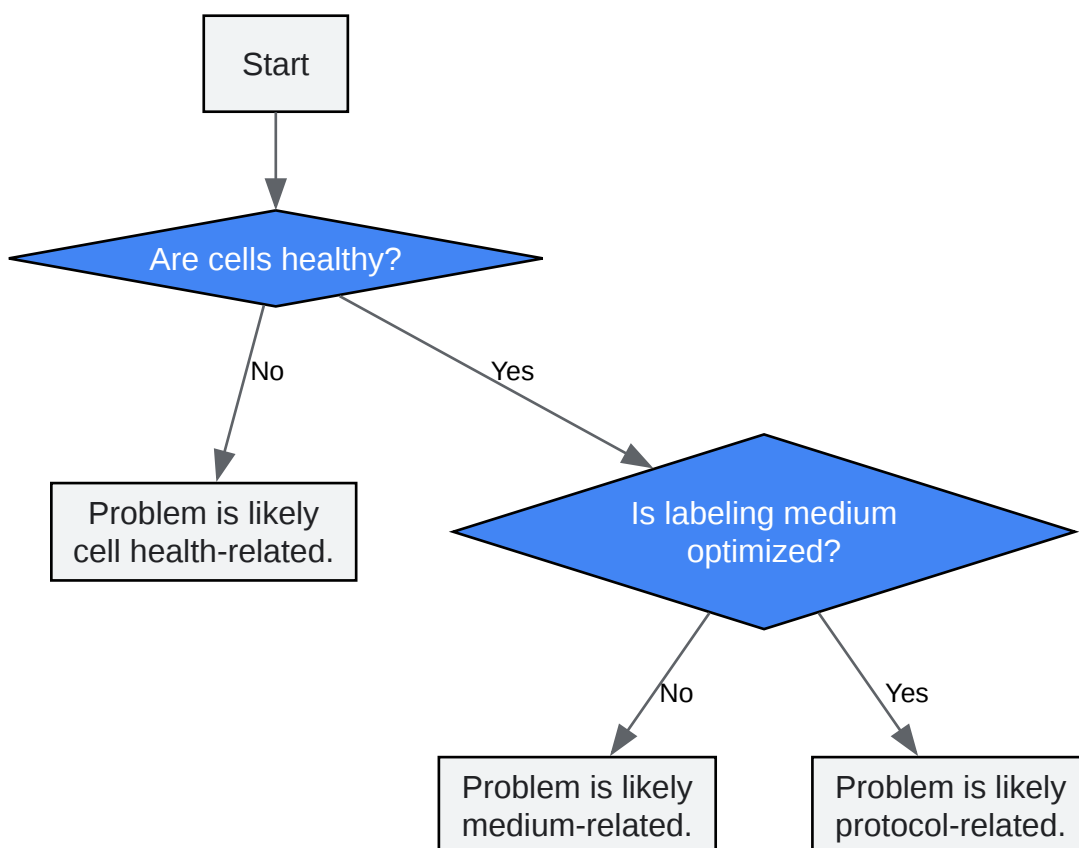 Start
Are cells healthy?
No
Yes
Problem is likely
cell health-related.
Is labeling medium
optimized?
No
Yes
Problem is likely
medium-related.
Problem is likely
protocol-related.